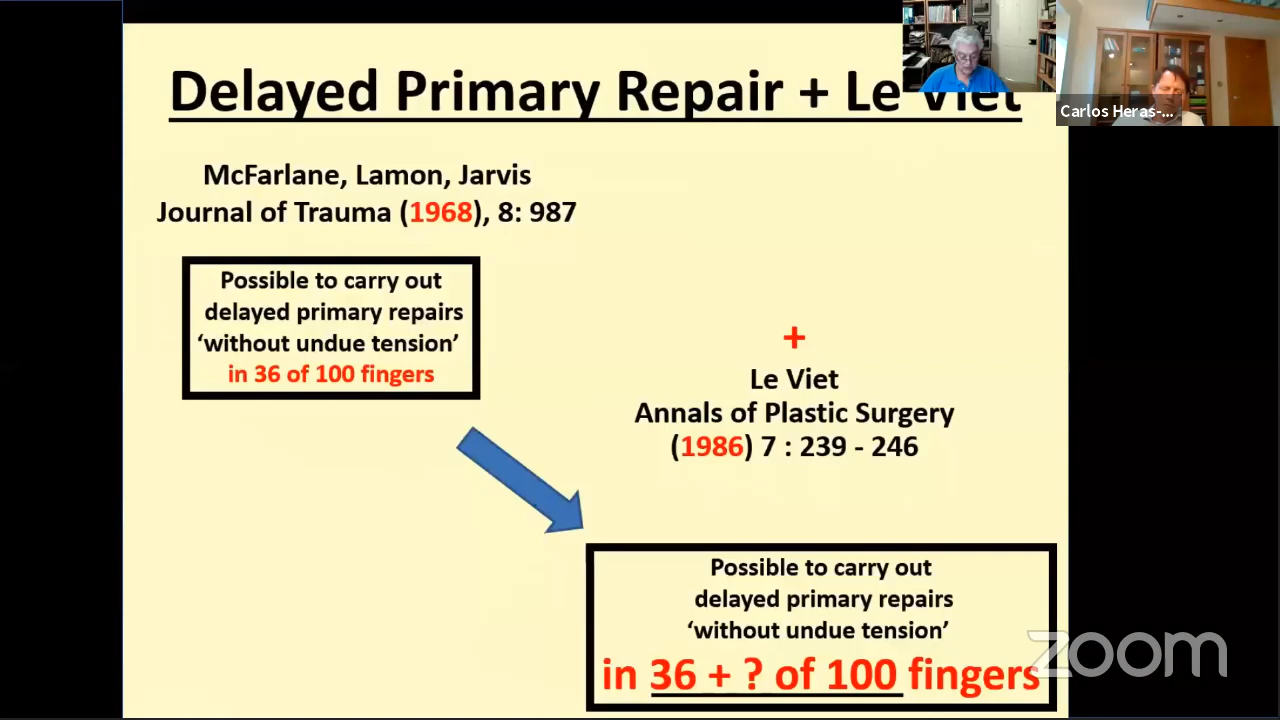 Delayed Primary Repair + Le Viet
McFarlane, Lamon, Jarvis
Journal of Trauma (1968), 8: 987
Possible to carry out
delayed primary repairs
‘without undue tension’
in 36 of 100 fingers
+
Le Viet
Annals of Plastic Surgery
(1986) 7 : 239 - 246
Possible to carry out
delayed primary repairs
‘without undue tension’
in 36 + ? of 100 fingers
Carlos Heras-...
zoom